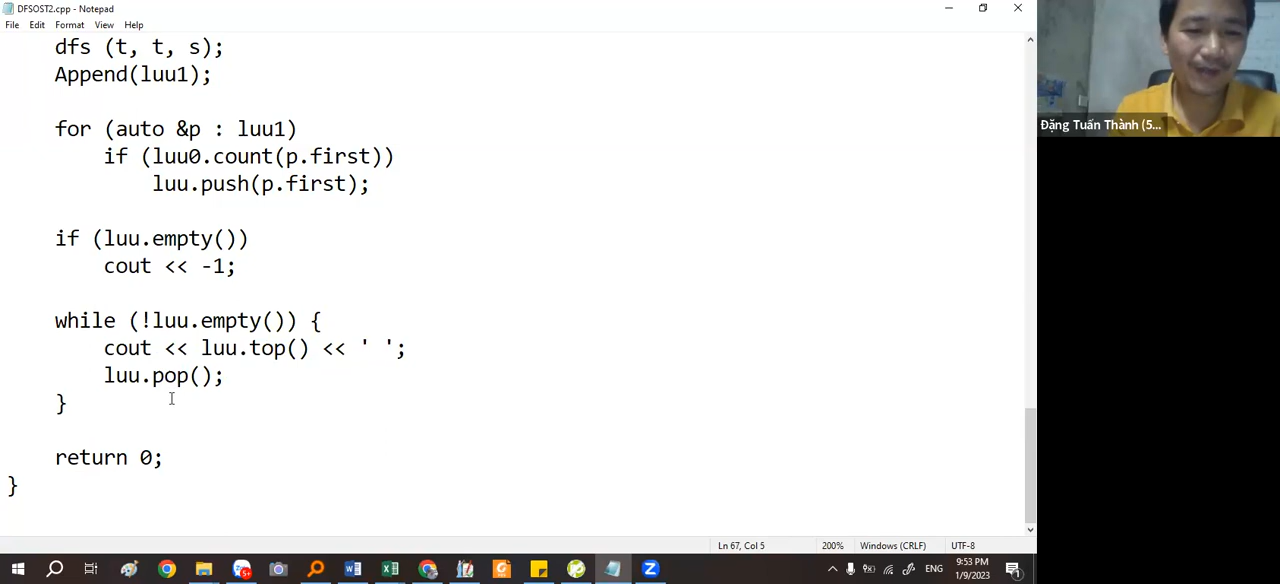 DFSOST2.cpp - Notepad
File Edit Format View Help
dfs (t, t, s);
Append(luu1);
for (auto &p : luu1)
if (luu0.count(p.first))
luu.push(p.first);
if (luu.empty())
cout << -1;
while (!luu.empty()) {
cout << luu.top() << ' ';
luu.pop();
}
return 0;
}
Đặng Tuấn Thành (5...
Ln 67, Col 5 200% Windows (CRLF) UTF-8
ENG
9:53 PM
1/9/2023